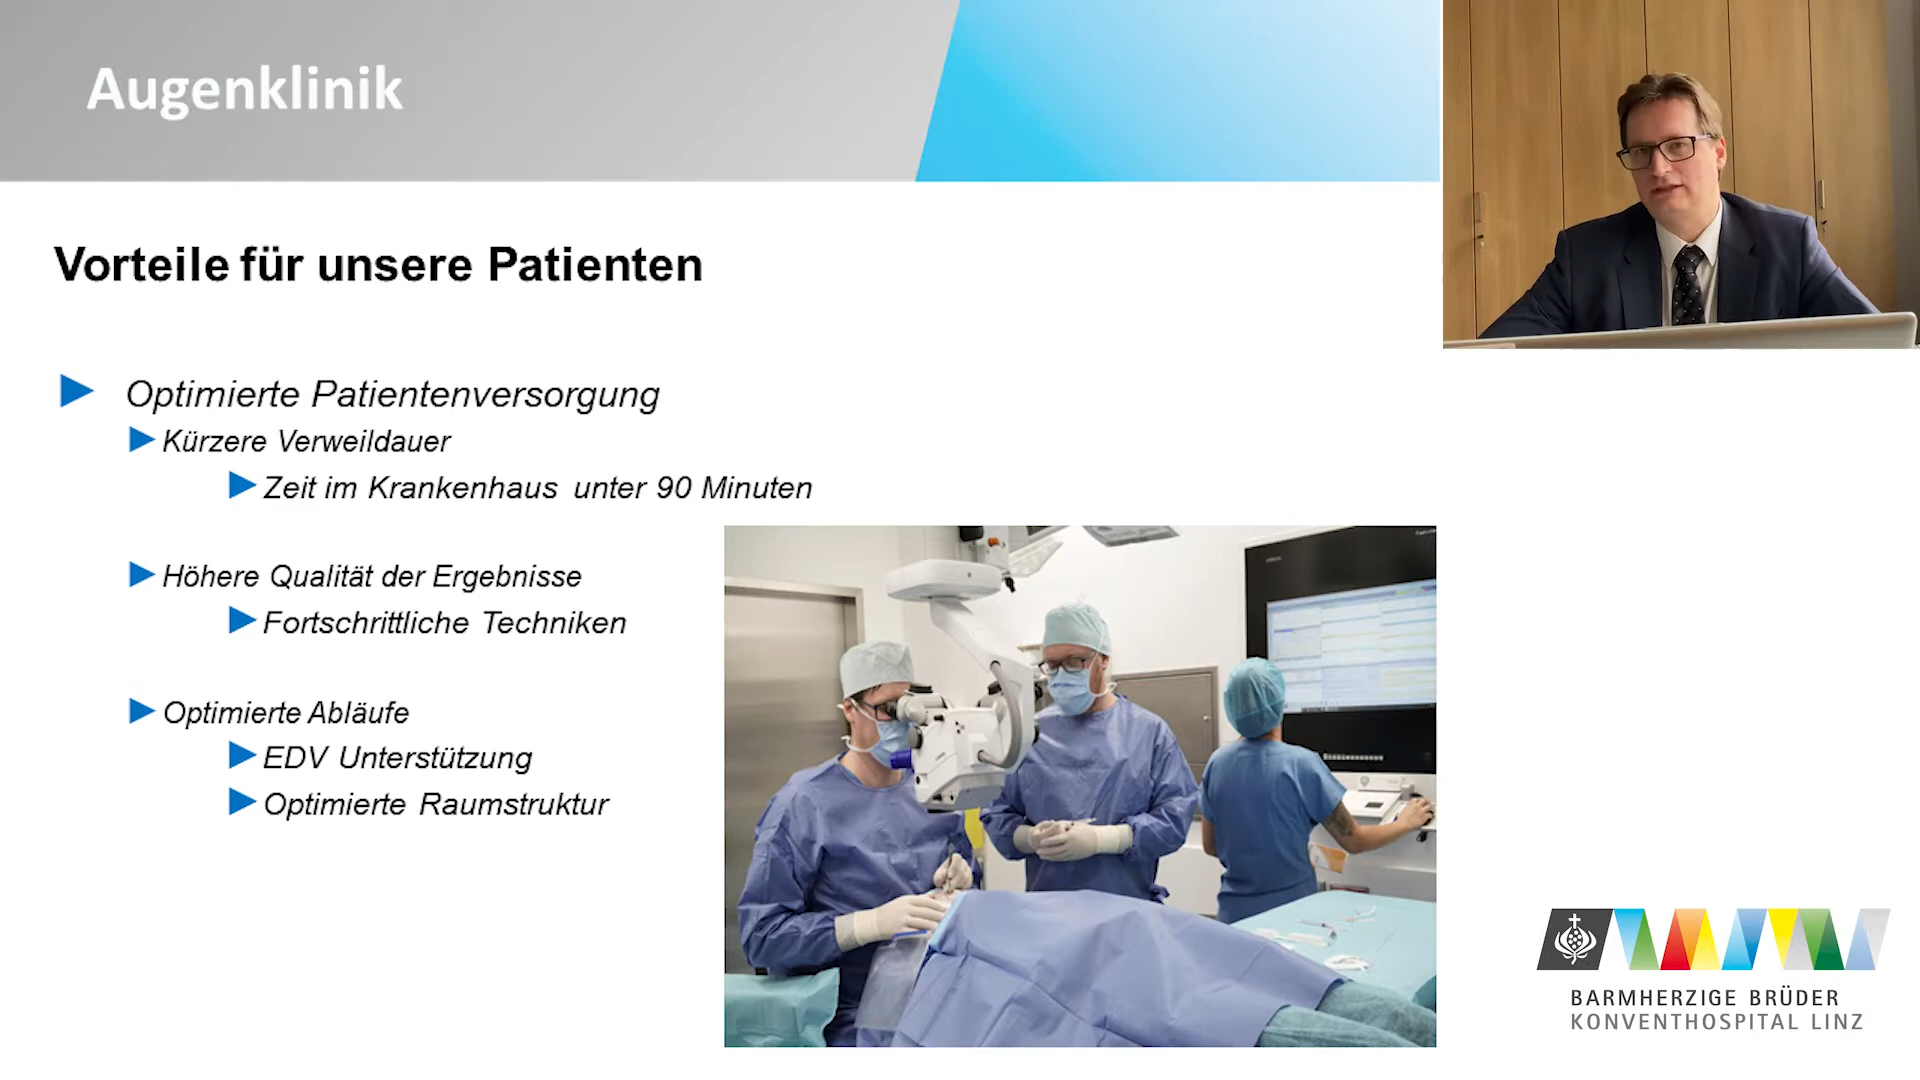 Augenklinik
Vorteile für unsere Patienten
Optimierte Patientenversorgung
Kürzere Verweildauer
Zeit im Krankenhaus unter 90 Minuten
Höhere Qualität der Ergebnisse
Fortschrittliche Techniken
Optimierte Abläufe
EDV Unterstützung
Optimierte Raumstruktur
BARMHERZIGE BRÜDER
KONVENTHOSPITAL LINZ